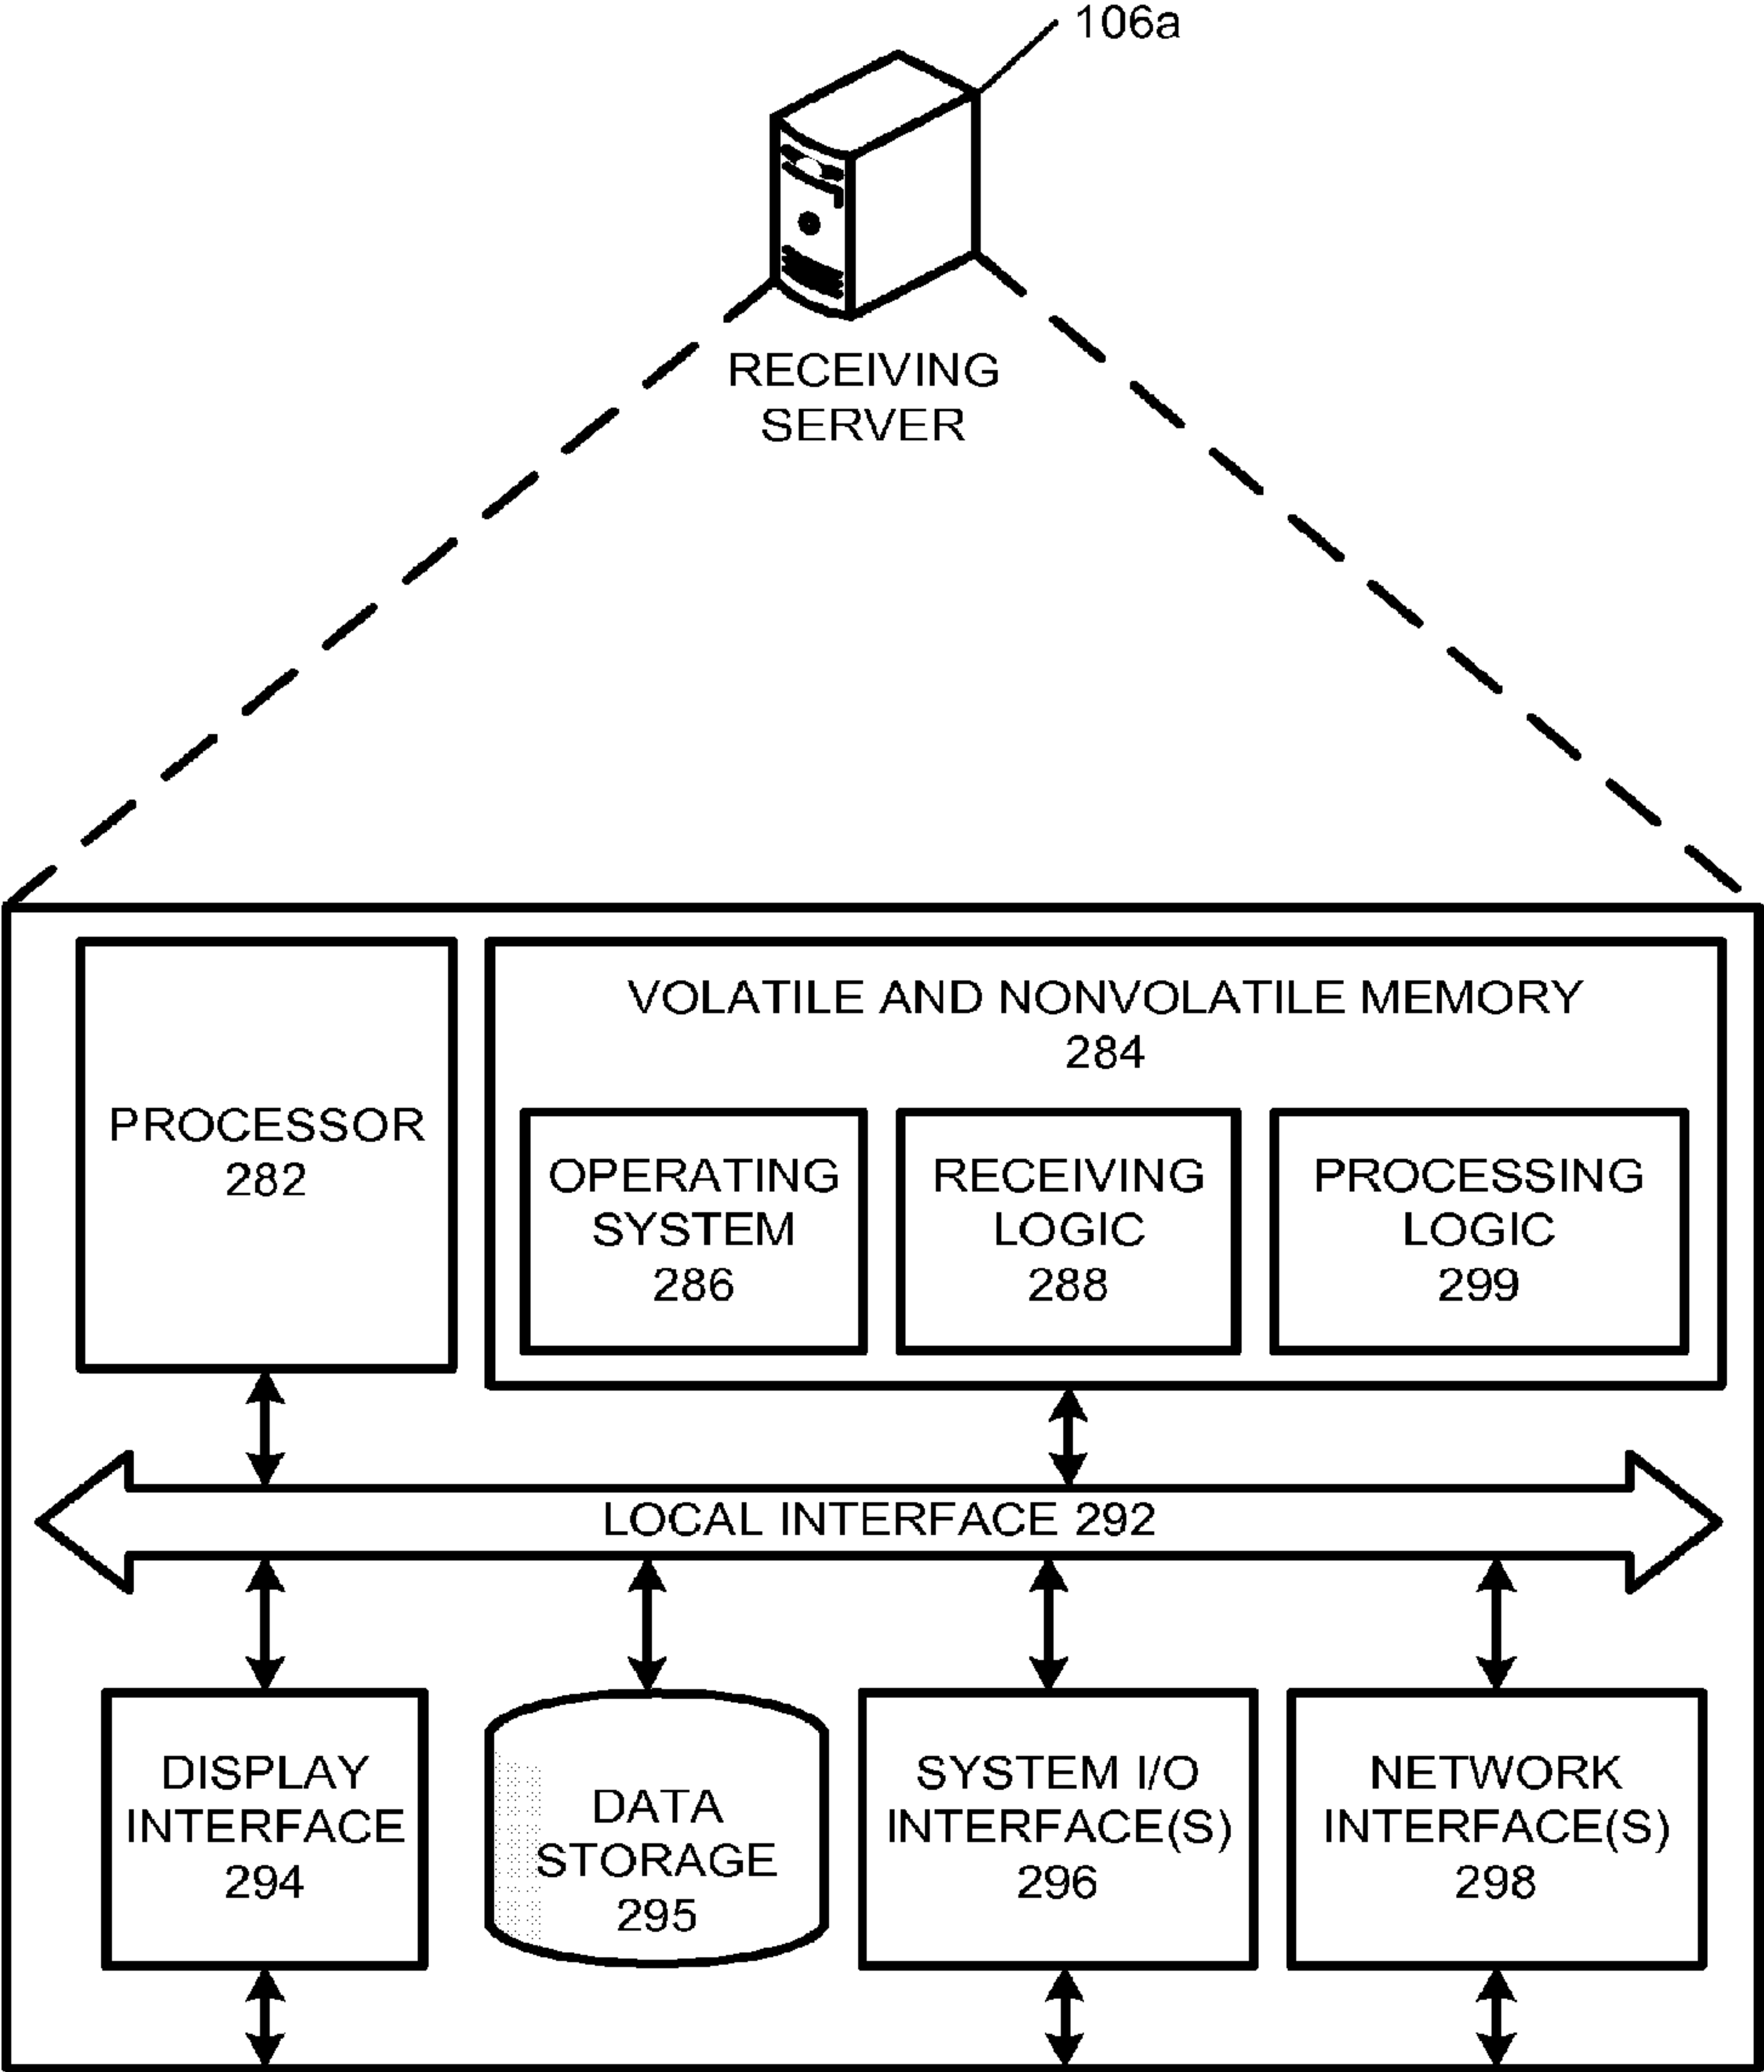 106a
RECEIVING
SERVER
PROCESSOR
282
VOLATILE AND NONVOLATILE MEMORY
284
OPERATING
SYSTEM
286
RECEIVING
LOGIC
288
PROCESSING
LOGIC
299
LOCAL INTERFACE 292
DISPLAY
INTERFACE
294
DATA
STORAGE
295
SYSTEM I/O
INTERFACE(S)
296
NETWORK
INTERFACE(S)
298